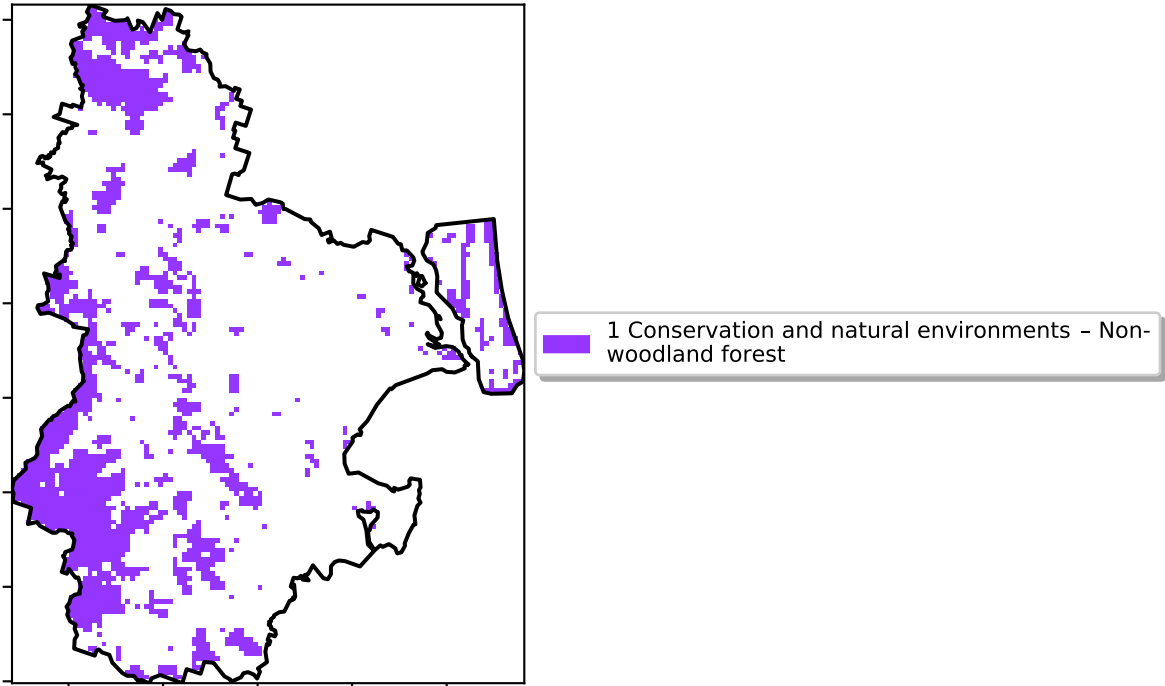 1 Conservation and natural environments – Non-
woodland forest